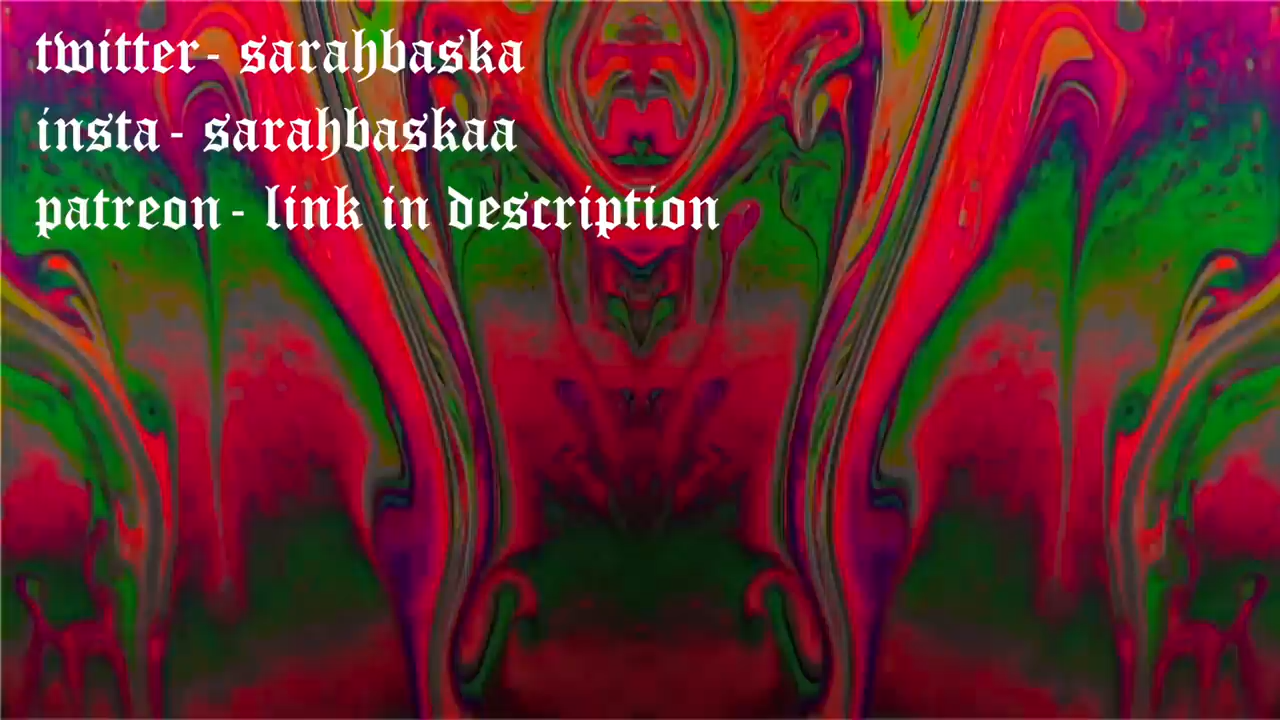 twitter- sarahbaska
insta- sarahbaskaa
patreon- link in description